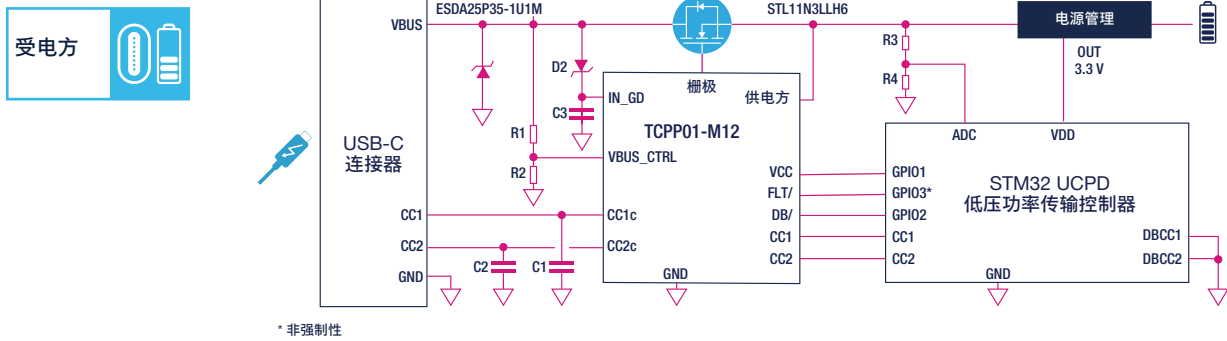 受电方
ESDA25P35-1U1M
STL11N3LLH6
VBUS
电源管理
OUT
3.3 V
R3
R4
D2
栅极
供电方
IN_GD
C3
TCPP01-M12
R1
VBUS_CTRL
R2
USB-C
连接器
ADC
VDD
VCC
GPIO1
FLT/
GPIO3*
STM32 UCPD
低压功率传输控制器
DB/
GPIO2
CC1
CC1c
CC1
CC1
DBCC1
CC2
CC2c
CC2
CC2
DBCC2
C2
C1
GND
GND
GND
* 非强制性